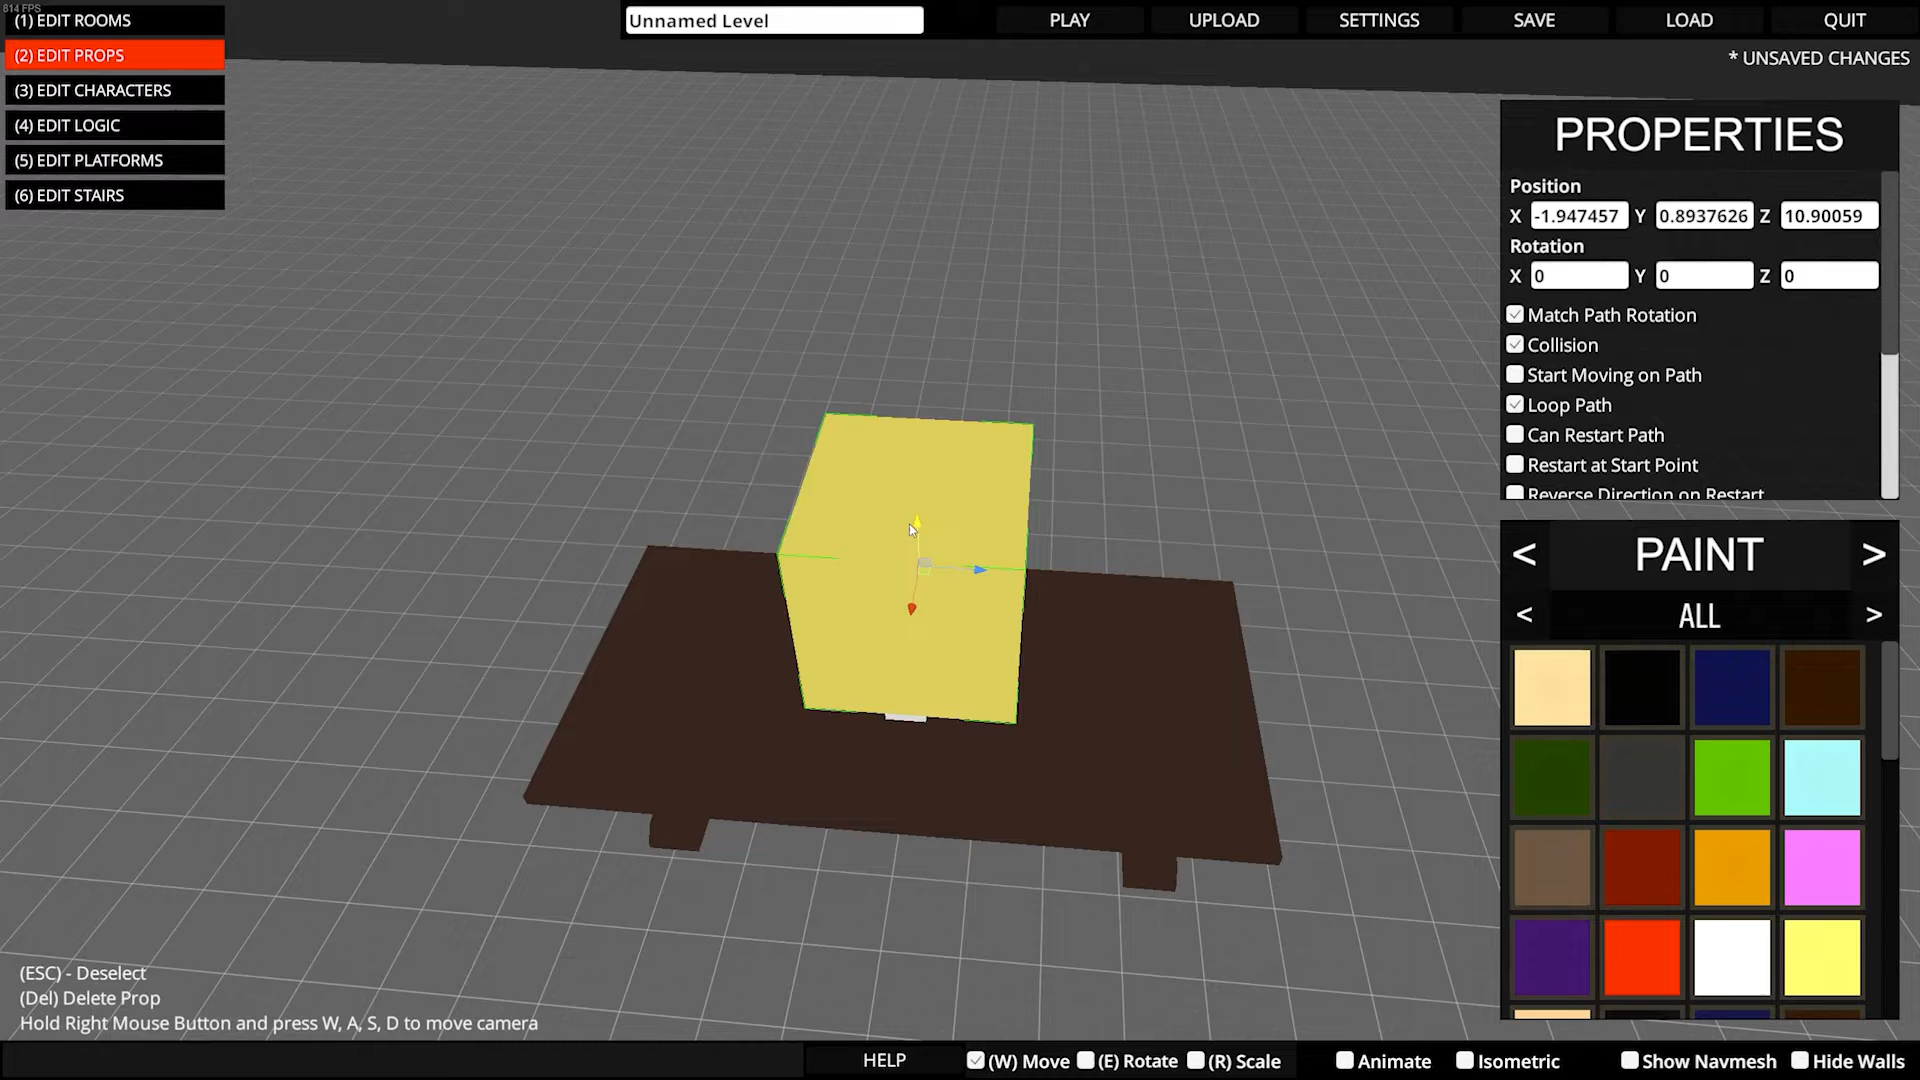 814 FPS
(1) EDIT ROOMS
(2) EDIT PROPS
(3) EDIT CHARACTERS
(4) EDIT LOGIC
(5) EDIT PLATFORMS
(6) EDIT STAIRS
Unnamed Level
PLAY UPLOAD SETTINGS SAVE LOAD QUIT
* UNSAVED CHANGES
PROPERTIES
Position
X -1.947457 Y 0.8937626 Z 10.90059
Rotation
X 0 Y 0 Z 0
Match Path Rotation
Collision
Start Moving on Path
Loop Path
Can Restart Path
Restart at Start Point
Reverse Direction on Restart
< PAINT >
< ALL >
(ESC) - Deselect
(Del) Delete Prop
Hold Right Mouse Button and press W, A, S, D to move camera
HELP (W) Move (E) Rotate (R) Scale Animate Isometric Show Navmesh Hide Walls